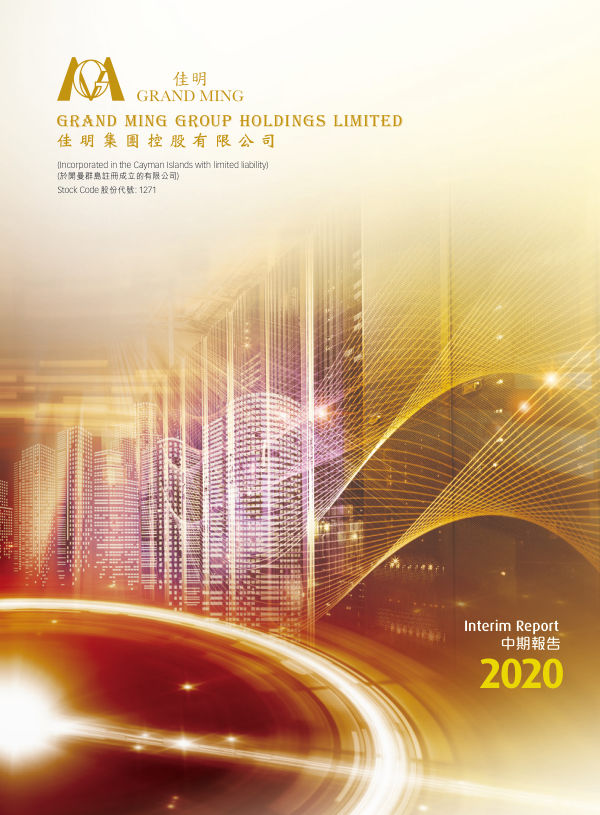 佳明
GRAND MING
GRAND MING GROUP HOLDINGS LIMITED
佳明集團控股有限公司
(Incorporated in the Cayman Islands with limited liability)
(於開曼群島註冊成立的有限公司)
Stock Code 股份代號: 1271
Interim Report
中期報告
2020